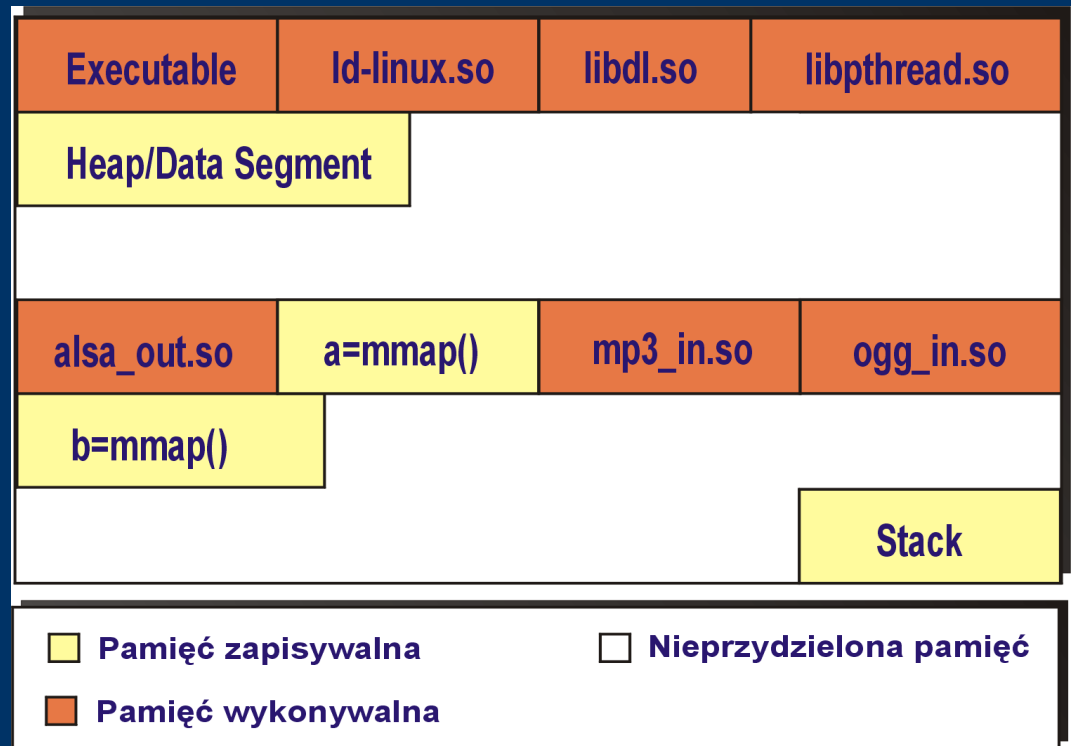 Executable
ld-linux.so
libdl.so
libpthread.so
Heap/Data Segment
alsa_out.so
a=mmap()
mp3_in.so
ogg_in.so
b=mmap()
Stack
Pamięć zapisywalna
Nieprzydzielona pamięć
Pamięć wykonywalna